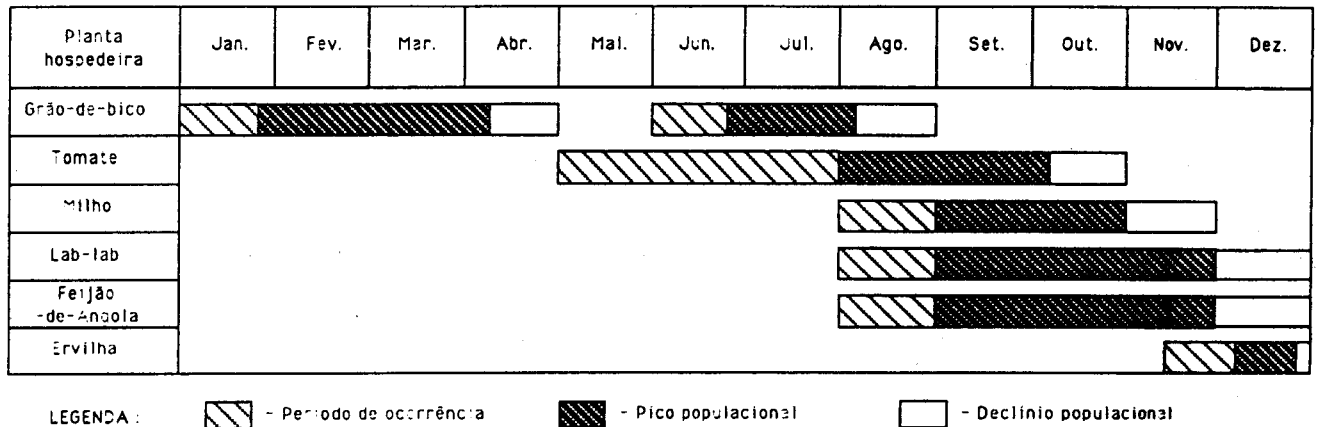 Planta
hospedeira
Jan. Fev. Mar. Abr. Mai. Jun. Jul. Ago. Set. Out. Nov. Dez.
Grão-de-bico
Tomate
Milho
Lab-lab
Feijão
-de-Angola
Ervilha
LEGENDA : - Período de ocorrência - Pico populacional - Declínio populacional